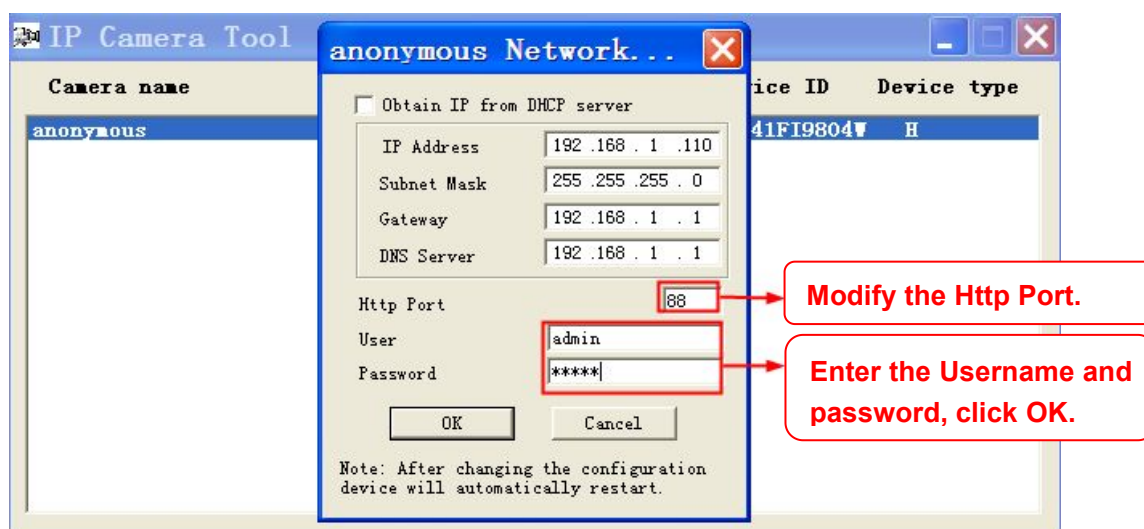 IP Camera Tool
anonymous Network...
Camera name
ice ID
Device type
Obtain IP from DHCP server
anonymous
41FI9804W
H
IP Address
192 .168 . 1 .110
Subnet Mask
255 .255 .255 . 0
Gateway
192 .168 . 1 . 1
DNS Server
192 .168 . 1 . 1
Http Port
88
Modify the Http Port.
User
admin
Password
*****
Enter the Username and
password, click OK.
OK
Cancel
Note: After changing the configuration
device will automatically restart.